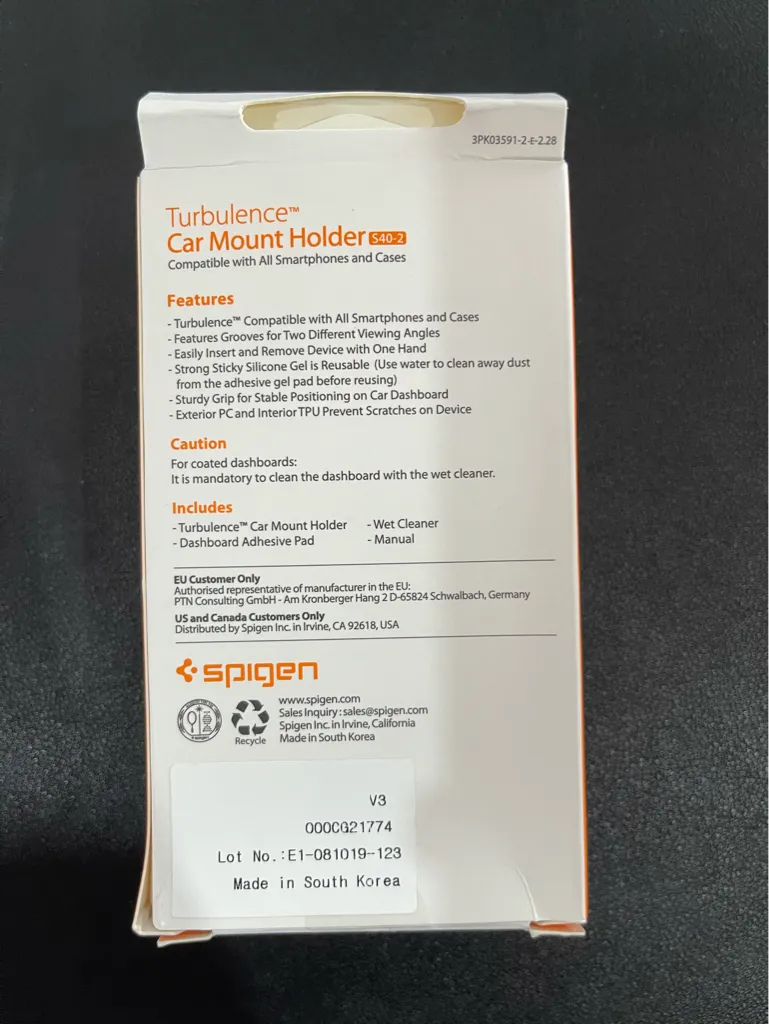 3PK03591-2-E-2.28
Turbulence™
Car Mount Holder S40-2
Compatible with All Smartphones and Cases
Features
- Turbulence™ Compatible with All Smartphones and Cases
- Features Grooves for Two Different Viewing Angles
- Easily Insert and Remove Device with One Hand
- Strong Sticky Silicone Gel is Reusable (Use water to clean away dust
from the adhesive gel pad before reusing)
- Sturdy Grip for Stable Positioning on Car Dashboard
- Exterior PC and Interior TPU Prevent Scratches on Device
Caution
For coated dashboards:
It is mandatory to clean the dashboard with the wet cleaner.
Includes
- Turbulence™ Car Mount Holder - Wet Cleaner
- Dashboard Adhesive Pad - Manual
EU Customer Only
Authorised representative of manufacturer in the EU:
PTN Consulting GmbH - Am Kronberger Hang 2 D-65824 Schwalbach, Germany
US and Canada Customers Only
Distributed by Spigen Inc. in Irvine, CA 92618, USA
spigen
www.spigen.com
Sales Inquiry : sales@spigen.com
Spigen Inc. in Irvine, California
Made in South Korea
Recycle
V3
000CG21774
Lot No.:E1-081019-123
Made in South Korea